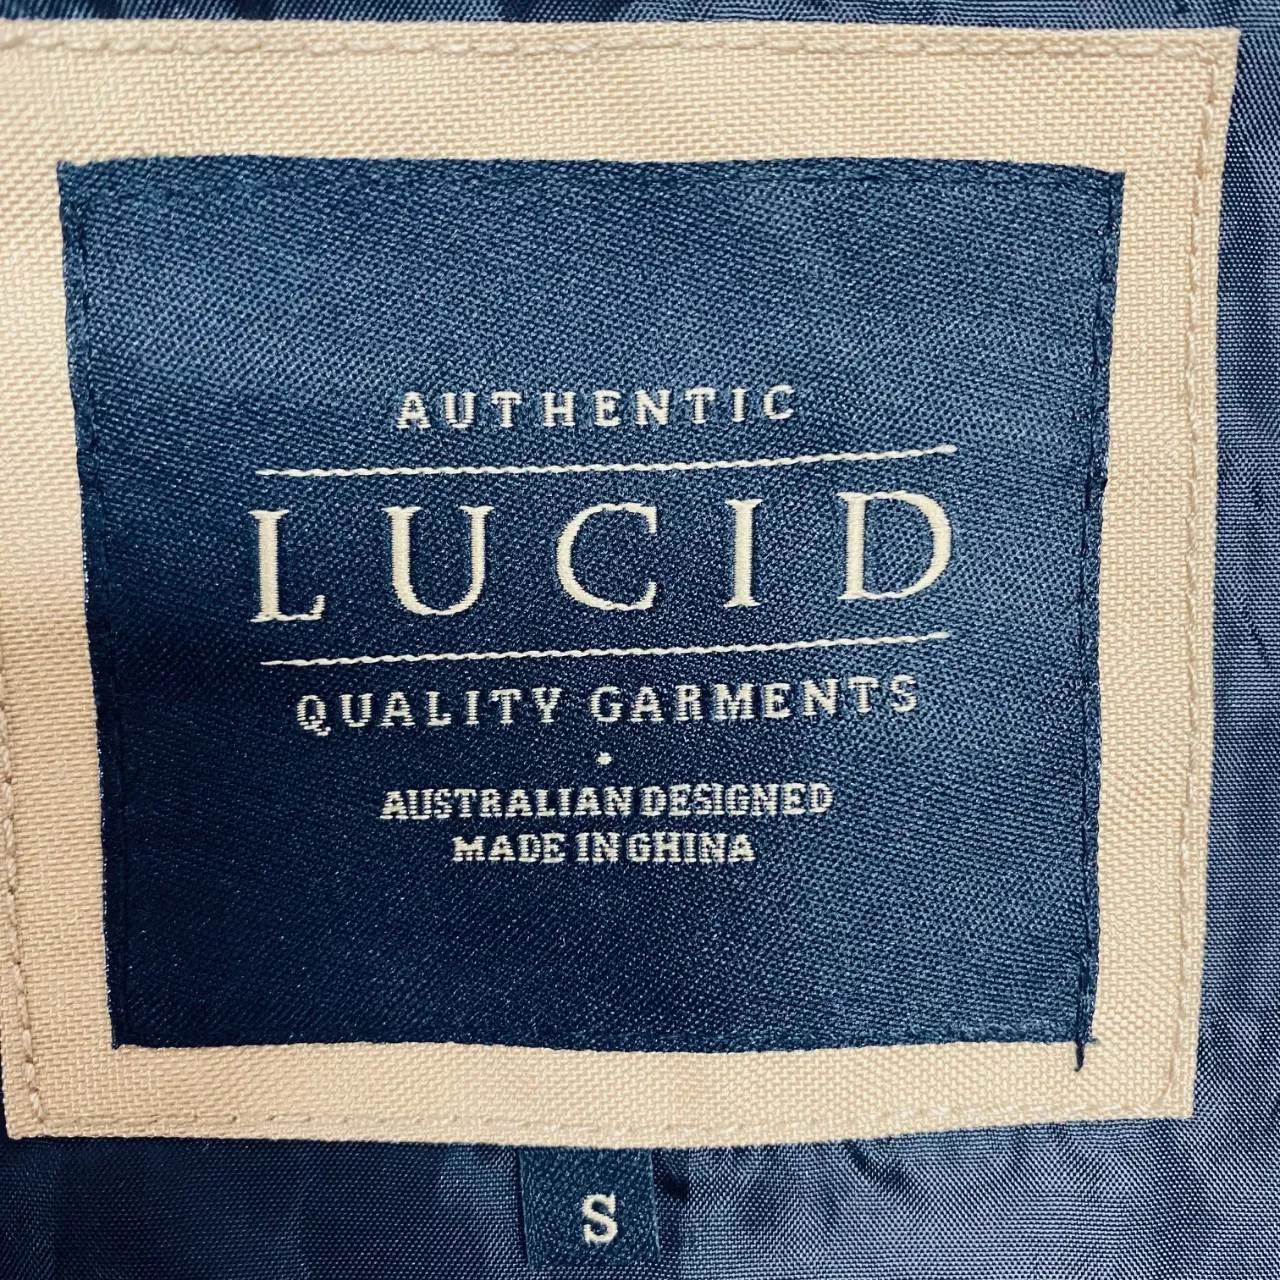 AUTHENTIC
LUCID
QUALITY GARMENTS
AUSTRALIAN DESIGNED
MADE IN CHINA
S